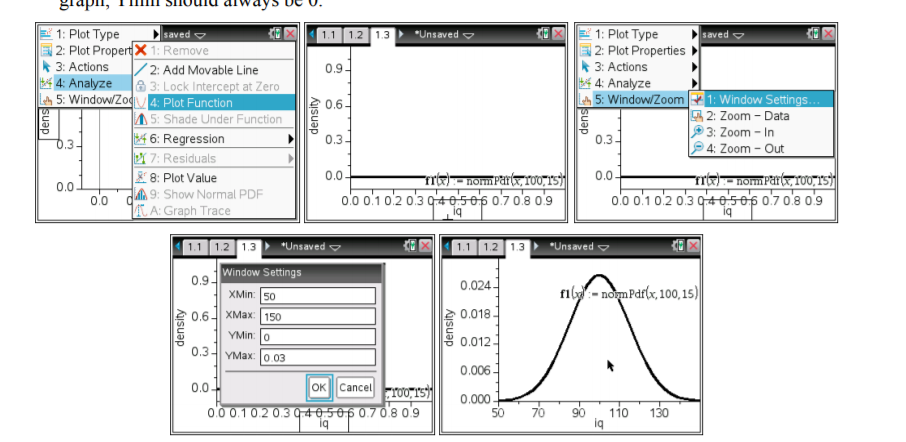 graph, Ymin should always be 0.
1: Plot Type
2: Plot Propert
3: Actions
4: Analyze
5: Window/Zoo
saved
1: Remove
2: Add Movable Line
3: Lock Intercept at Zero
4: Plot Function
5: Shade Under Function
6: Regression
7: Residuals
8: Plot Value
9: Show Normal PDF
A: Graph Trace
dens
0.3
0.0
0.0
1.1 1.2 1.3 *Unsaved
0.9
0.6
0.3
0.0
density
f1(x) := normPdf(x,100,15)
0.0 0.1 0.2 0.3 0.4 0.5 0.6 0.7 0.8 0.9
iq
1: Plot Type
2: Plot Properties
3: Actions
4: Analyze
5: Window/Zoom
saved
1: Window Settings...
2: Zoom – Data
3: Zoom – In
4: Zoom – Out
dens
0.3
0.0
f1(x) := normPdf(x,100,15)
0.0 0.1 0.2 0.3 0.4 0.5 0.6 0.7 0.8 0.9
iq
1.1 1.2 1.3 *Unsaved
Window Settings
XMin: 50
XMax: 150
YMin: 0
YMax: 0.03
OK Cancel
0.9
0.6
0.3
0.0
density
,100,15)
0.0 0.1 0.2 0.3 0.4 0.5 0.6 0.7 0.8 0.9
iq
1.1 1.2 1.3 *Unsaved
0.024
0.018
0.012
0.006
0.000
density
f1(x) := normPdf(x,100,15)
50 70 90 110 130
iq